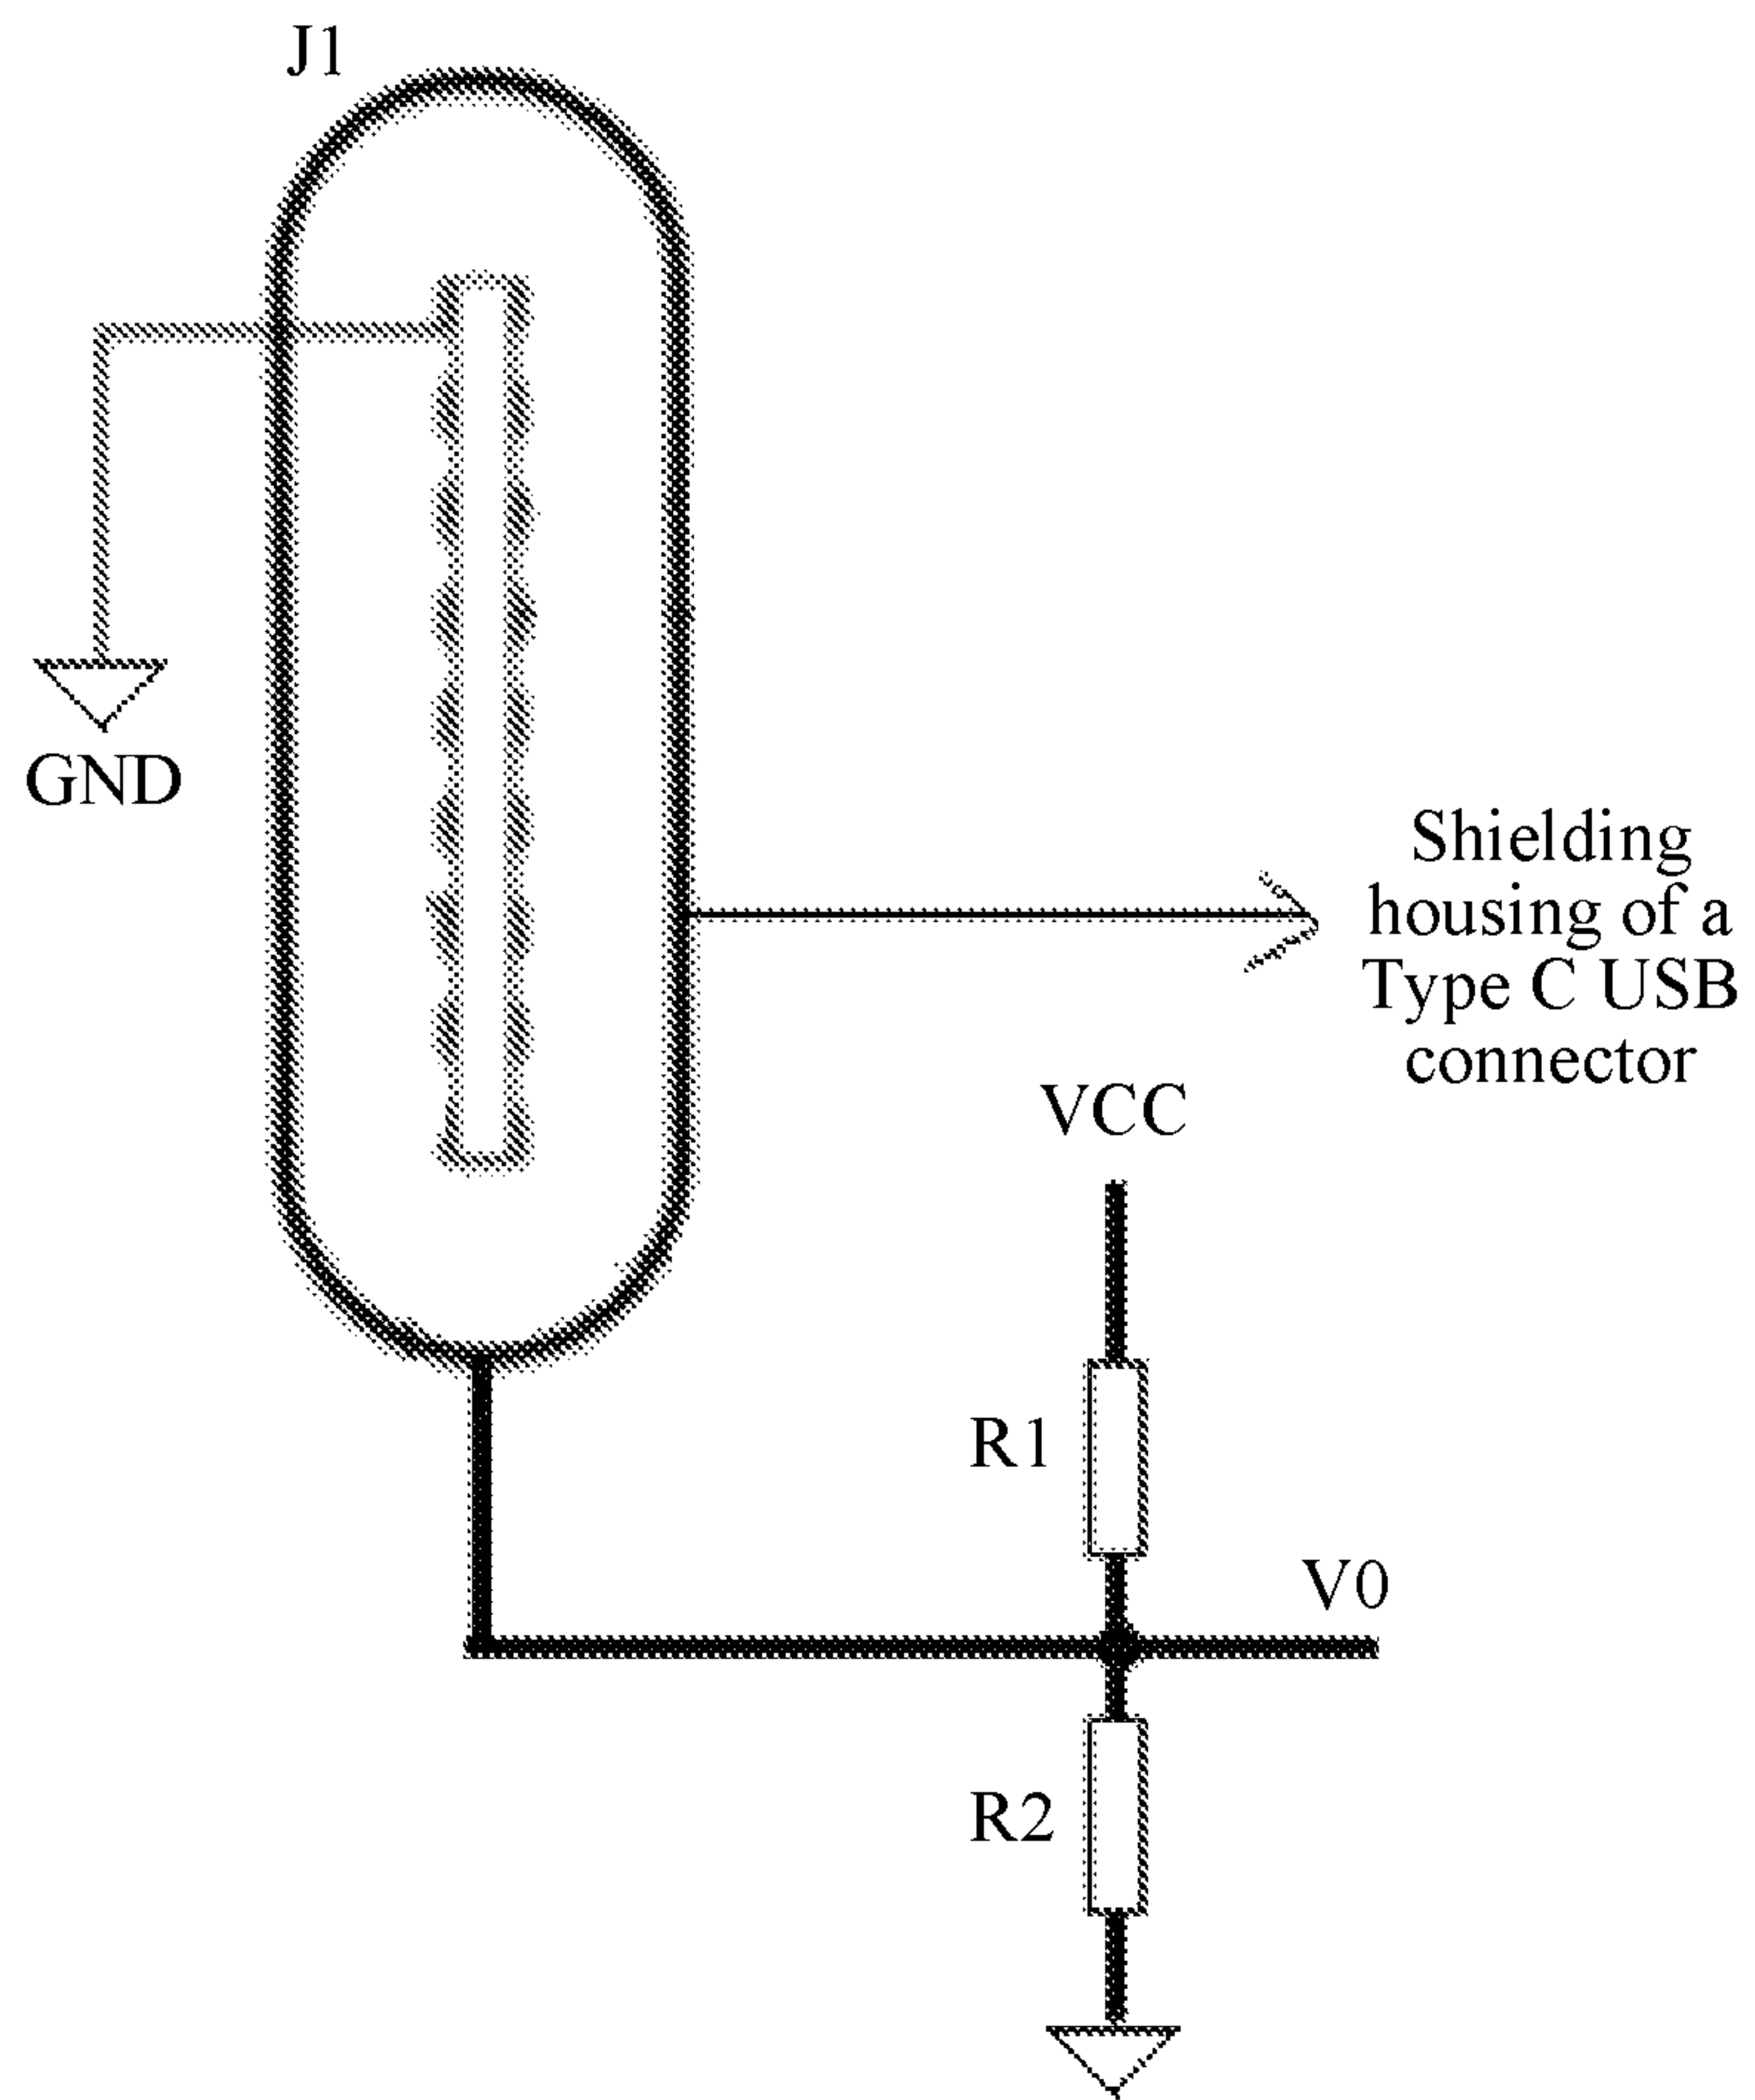 J1
GND
Shielding
housing of a
Type C USB
connector
VCC
R1
V0
R2